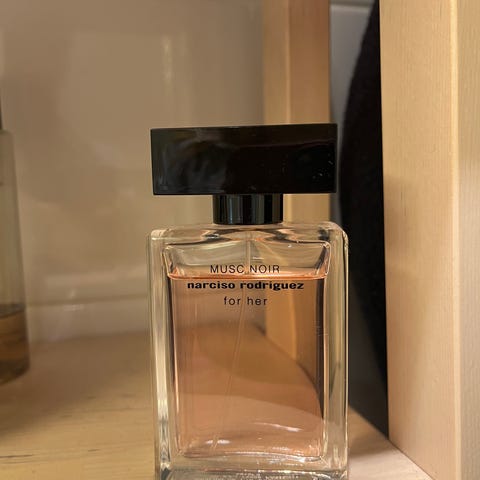 MUSC NOIR
narciso rodriguez
for her